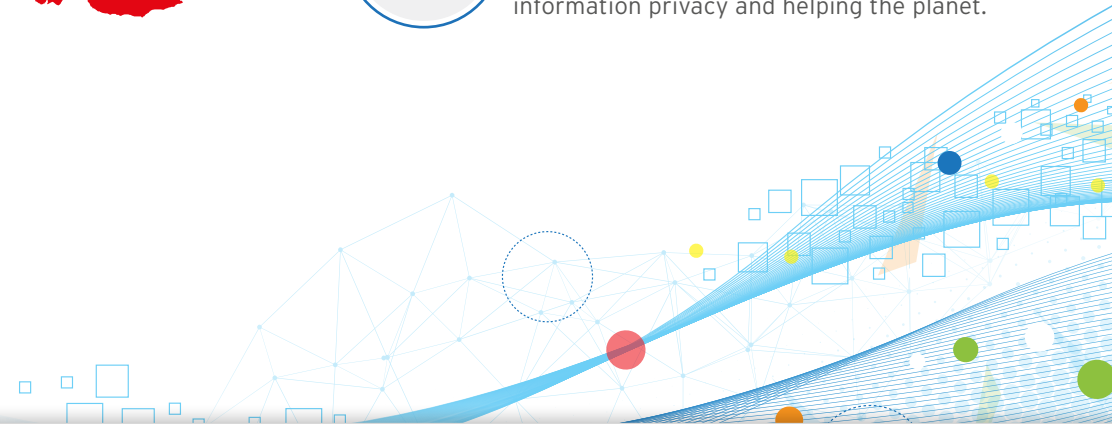 information privacy and helping the planet.